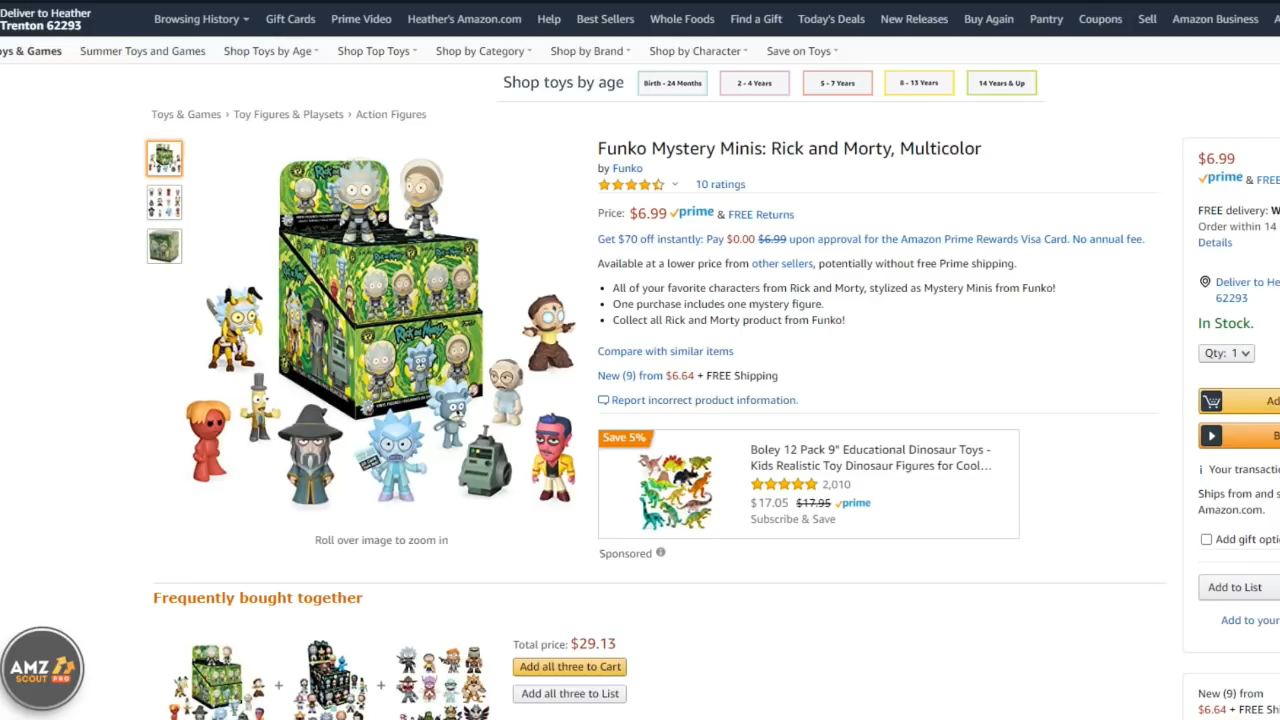 Deliver to Heather
Trenton 62293
Browsing History Gift Cards Prime Video Heather's Amazon.com Help Best Sellers Whole Foods Find a Gift Today's Deals New Releases Buy Again Pantry Coupons Sell Amazon Business
ys & Games Summer Toys and Games Shop Toys by Age Shop Top Toys Shop by Category Shop by Brand Shop by Character Save on Toys
Shop toys by age Birth - 24 Months 2 - 4 Years 5 - 7 Years 8 - 13 Years 14 Years & Up
Toys & Games › Toy Figures & Playsets › Action Figures
Funko Mystery Minis: Rick and Morty, Multicolor
by Funko
10 ratings
Price: $6.99 prime & FREE Returns
Get $70 off instantly: Pay $0.00 $6.99 upon approval for the Amazon Prime Rewards Visa Card. No annual fee.
Available at a lower price from other sellers, potentially without free Prime shipping.
• All of your favorite characters from Rick and Morty, stylized as Mystery Minis from Funko!
• One purchase includes one mystery figure.
• Collect all Rick and Morty product from Funko!
Compare with similar items
New (9) from $6.64 + FREE Shipping
Report incorrect product information.
Save 5%
Boley 12 Pack 9" Educational Dinosaur Toys -
Kids Realistic Toy Dinosaur Figures for Cool...
2,010
$17.05 $17.95 prime
Subscribe & Save
Sponsored
Rick and Morty
Roll over image to zoom in
$6.99
prime & FREE
FREE delivery: W
Order within 14
Details
Deliver to He
62293
In Stock.
Qty: 1
Ad
B
Your transacti
Ships from and s
Amazon.com.
Add gift opti
Add to List
Add to your
New (9) from
$6.64 + FREE Sh
Frequently bought together
+ +
Total price: $29.13
Add all three to Cart
Add all three to List
AMZ
SCOUT PRO